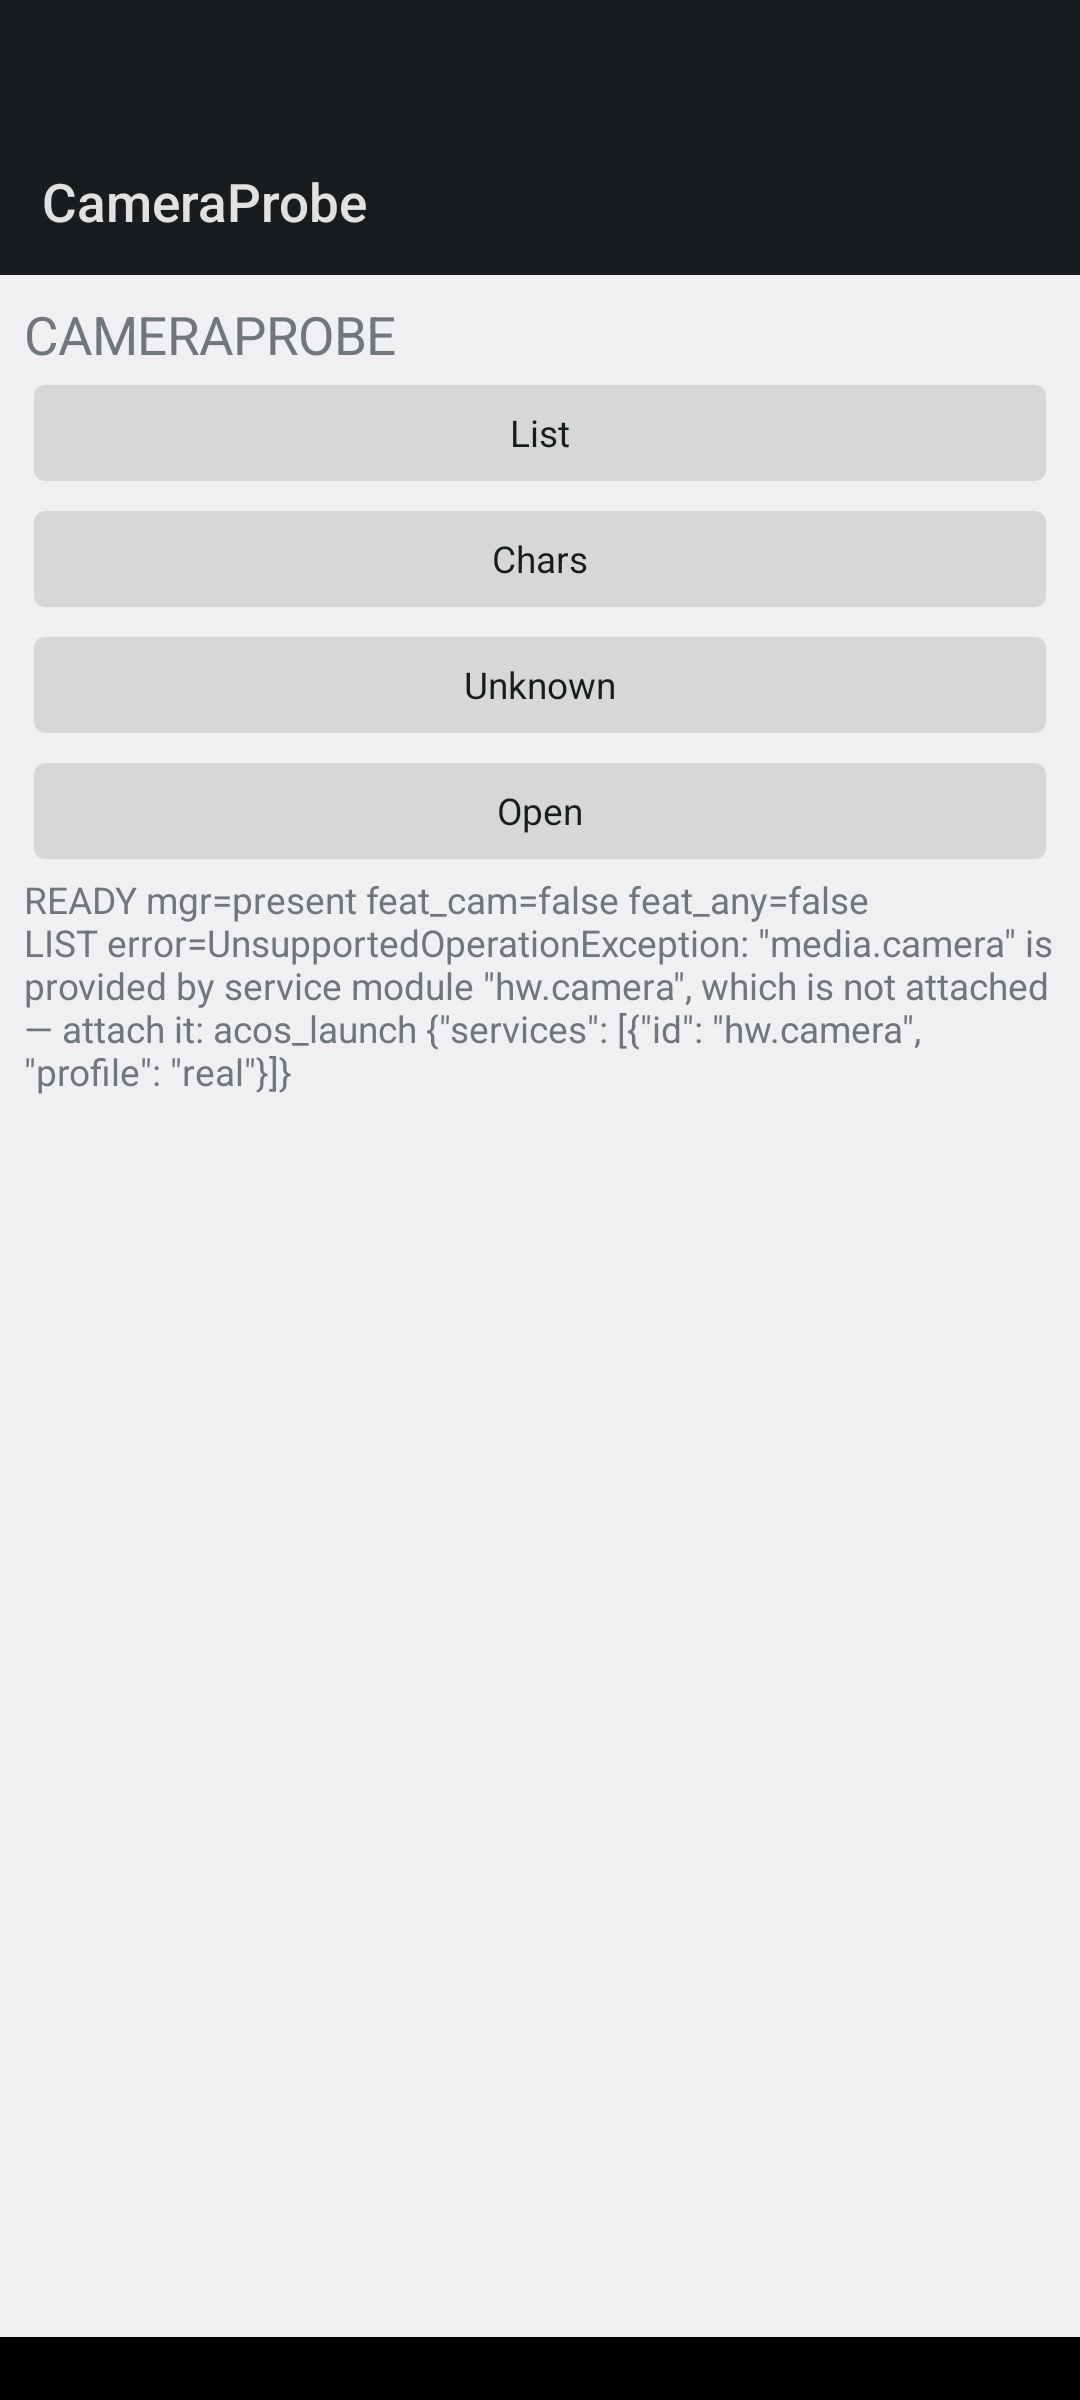 CameraProbe
CAMERAPROBE
List
Chars
Unknown
Open
READY mgr=present feat_cam=false feat_any=false
LIST error=UnsupportedOperationException: "media.camera" is
provided by service module "hw.camera", which is not attached
— attach it: acos_launch {"services": [{"id": "hw.camera",
"profile": "real"}]}